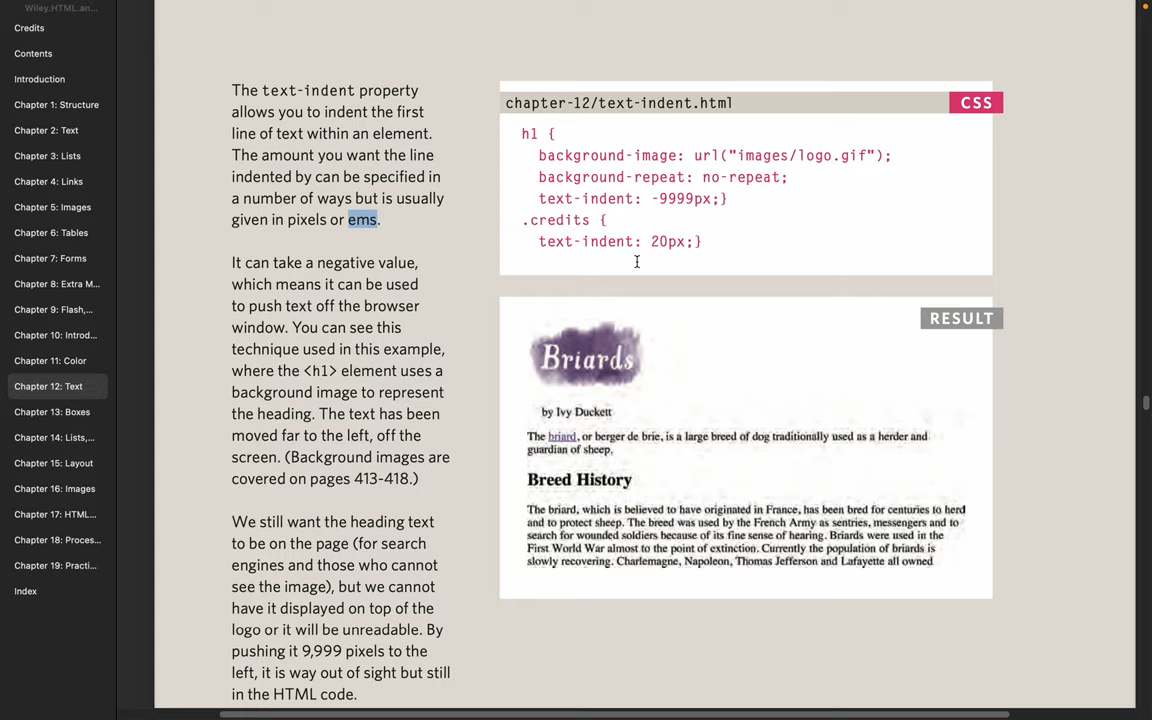 Wiley.HTML.an...
Credits
Contents
Introduction
Chapter 1: Structure
Chapter 2: Text
Chapter 3: Lists
Chapter 4: Links
Chapter 5: Images
Chapter 6: Tables
Chapter 7: Forms
Chapter 8: Extra M...
Chapter 9: Flash,...
Chapter 10: Introd...
Chapter 11: Color
Chapter 12: Text
Chapter 13: Boxes
Chapter 14: Lists,...
Chapter 15: Layout
Chapter 16: Images
Chapter 17: HTML...
Chapter 18: Proces...
Chapter 19: Practi...
Index
The text-indent property
allows you to indent the first
line of text within an element.
The amount you want the line
indented by can be specified in
a number of ways but is usually
given in pixels or ems.
It can take a negative value,
which means it can be used
to push text off the browser
window. You can see this
technique used in this example,
where the <h1> element uses a
background image to represent
the heading. The text has been
moved far to the left, off the
screen. (Background images are
covered on pages 413-418.)
We still want the heading text
to be on the page (for search
engines and those who cannot
see the image), but we cannot
have it displayed on top of the
logo or it will be unreadable. By
pushing it 9,999 pixels to the
left, it is way out of sight but still
in the HTML code.
chapter-12/text-indent.html CSS
h1 {
background-image: url("images/logo.gif");
background-repeat: no-repeat;
text-indent: -9999px;}
.credits {
text-indent: 20px;}
RESULT
Briards
by Ivy Duckett
The briard, or berger de brie, is a large breed of dog traditionally used as a herder and
guardian of sheep.
Breed History
The briard, which is believed to have originated in France, has been bred for centuries to herd
and to protect sheep. The breed was used by the French Army as sentries, messengers and to
search for wounded soldiers because of its fine sense of hearing. Briards were used in the
First World War almost to the point of extinction. Currently the population of briards is
slowly recovering. Charlemagne, Napoleon, Thomas Jefferson and Lafayette all owned